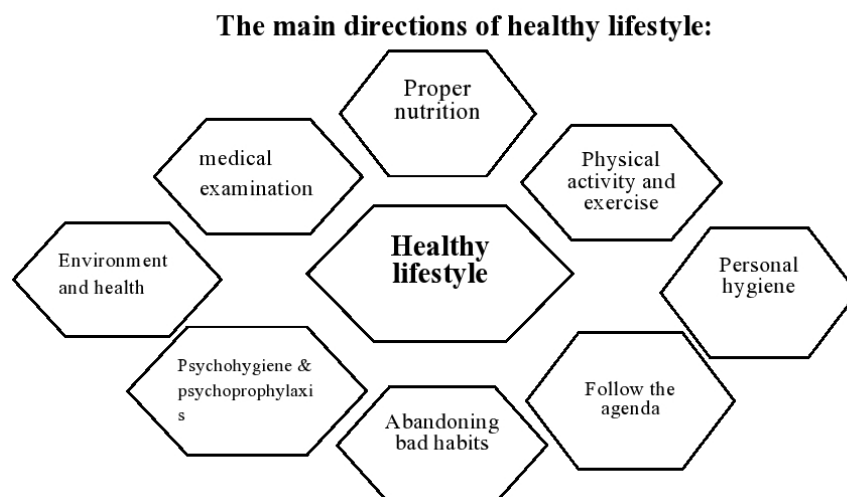 The main directions of healthy lifestyle:
Proper
nutrition
medical
examination
Physical
activity and
exercise
Healthy
lifestyle
Environment
and health
Personal
hygiene
Psychohygiene &
psychoprophylaxi
s
Abandoning
bad habits
Follow the
agenda